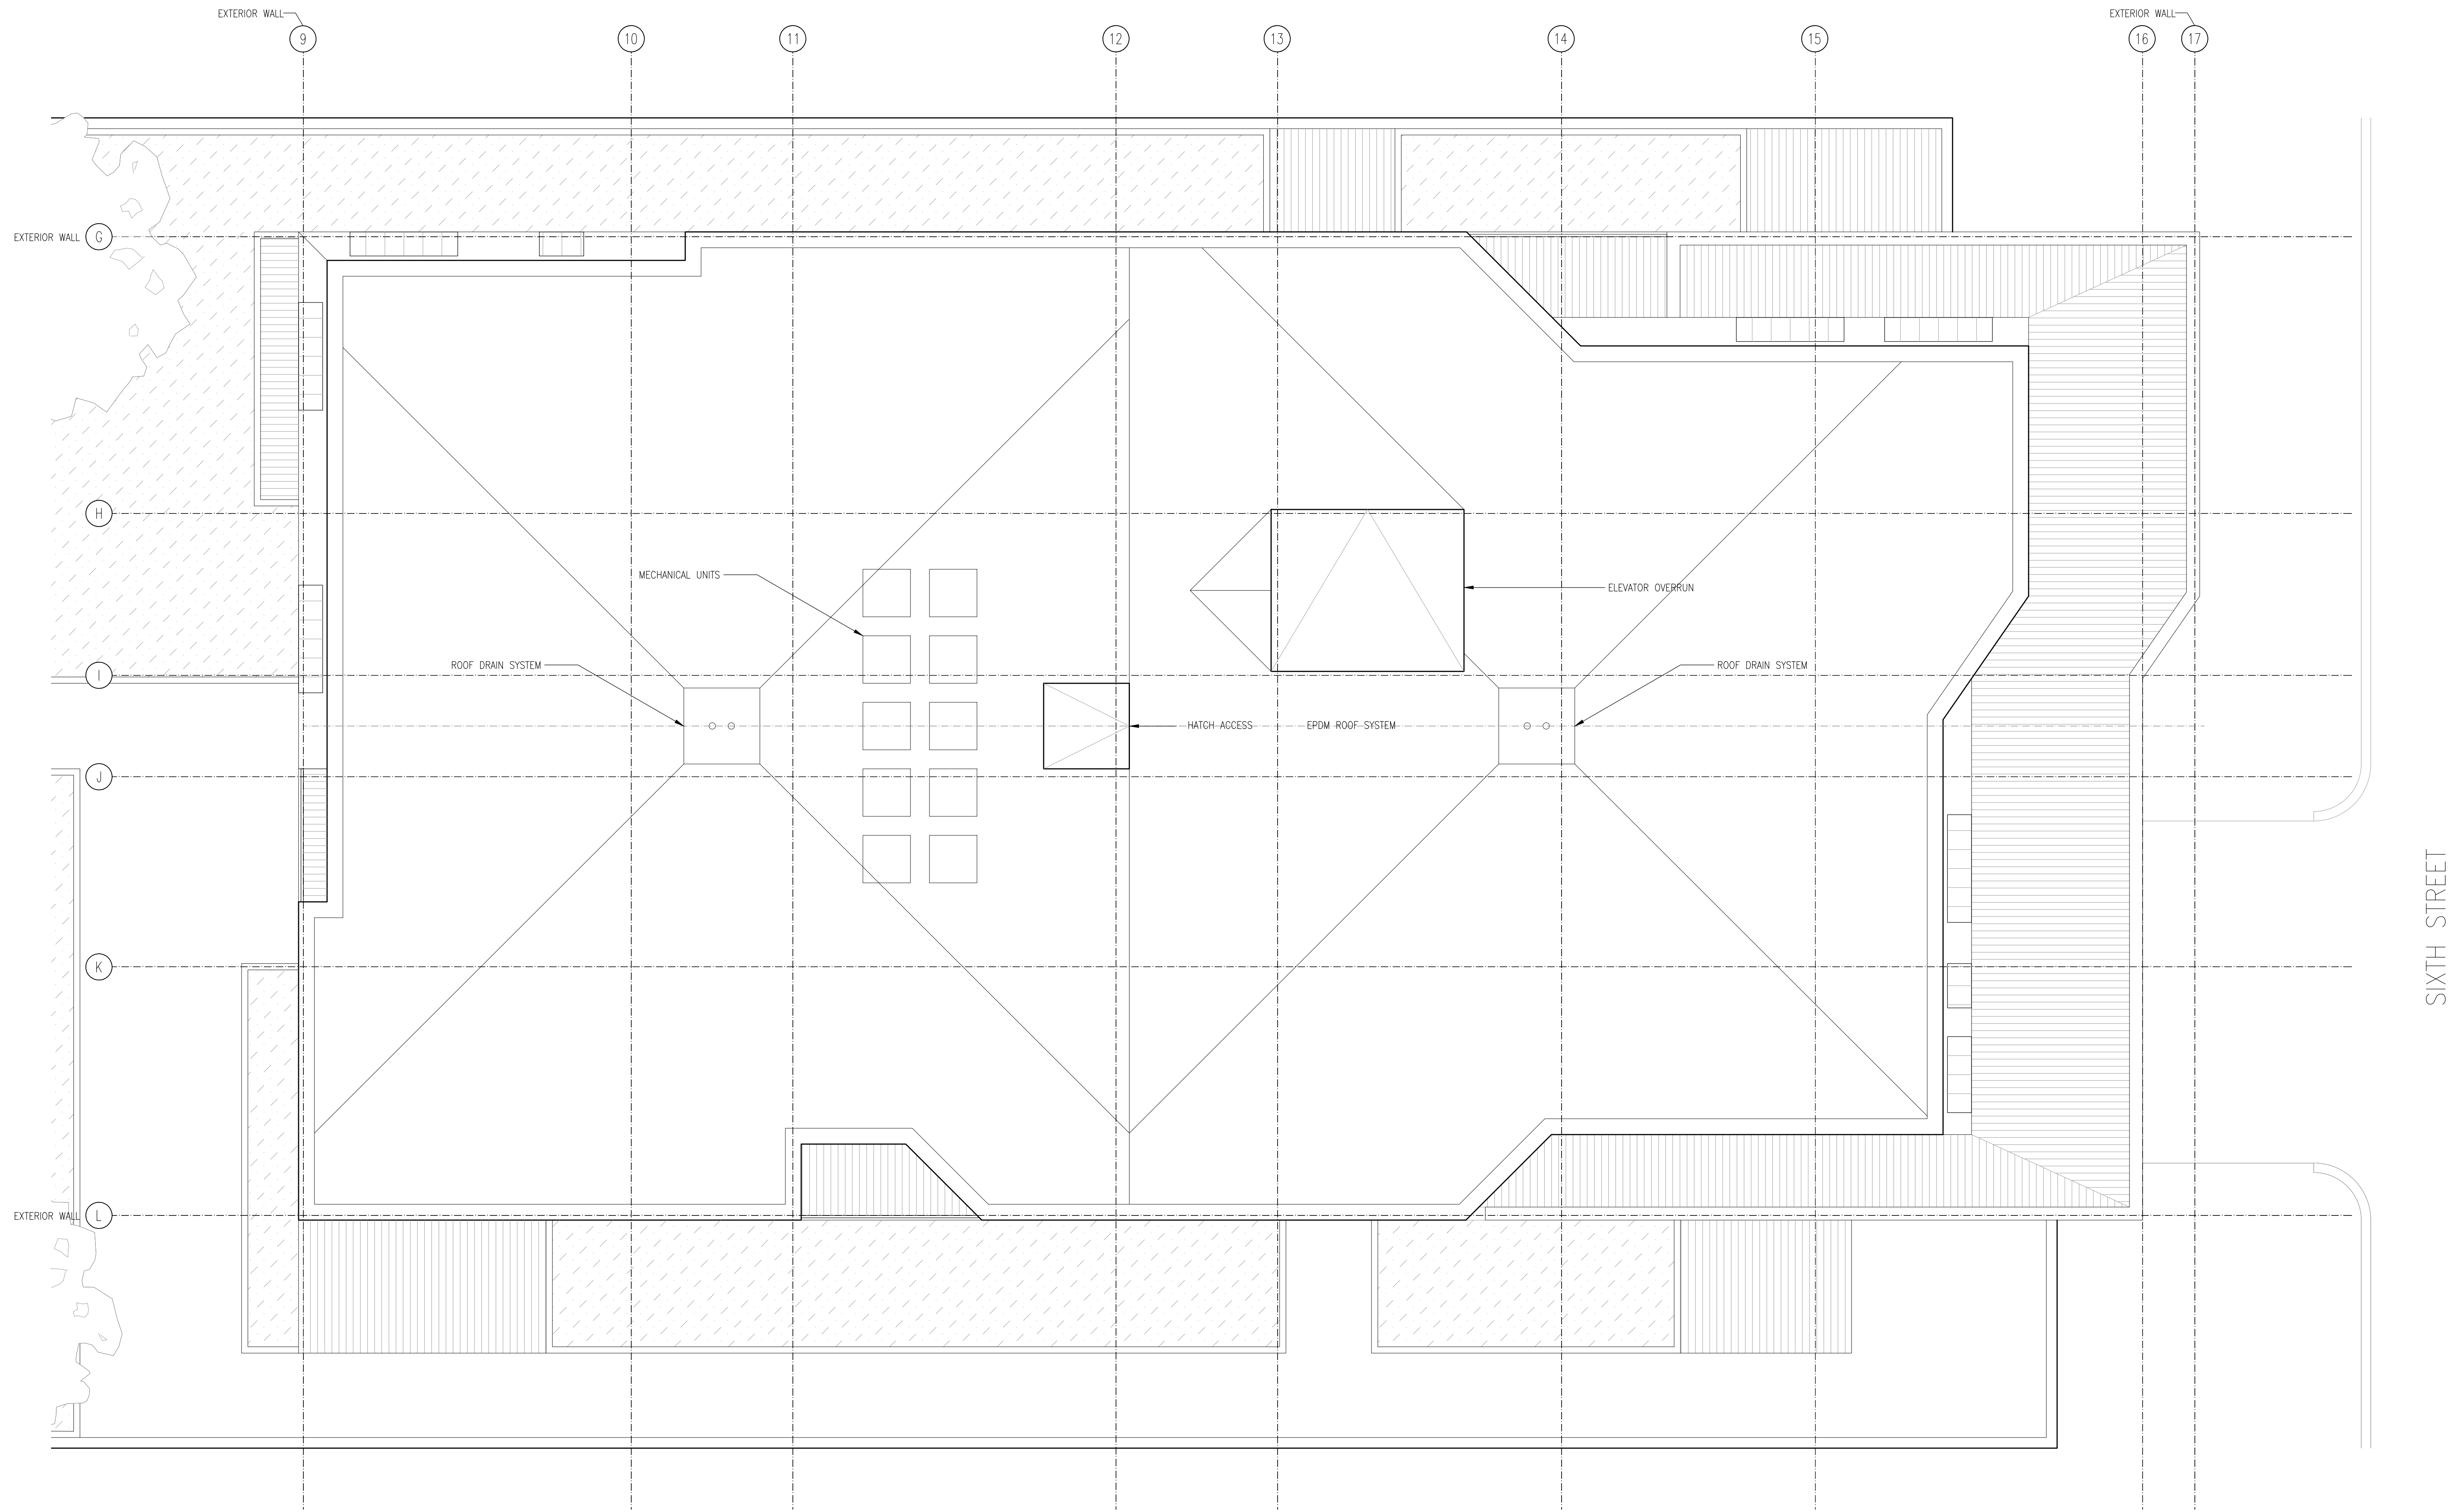 EXTERIOR WALL
EXTERIOR WALL
9
10
11
12
13
14
15
16
17
EXTERIOR WALL
G
H
MECHANICAL UNITS
ELEVATOR OVERRUN
ROOF DRAIN SYSTEM
ROOF DRAIN SYSTEM
I
HATCH ACCESS
EPDM ROOF SYSTEM
J
SIXTH STREET
K
EXTERIOR WALL
L